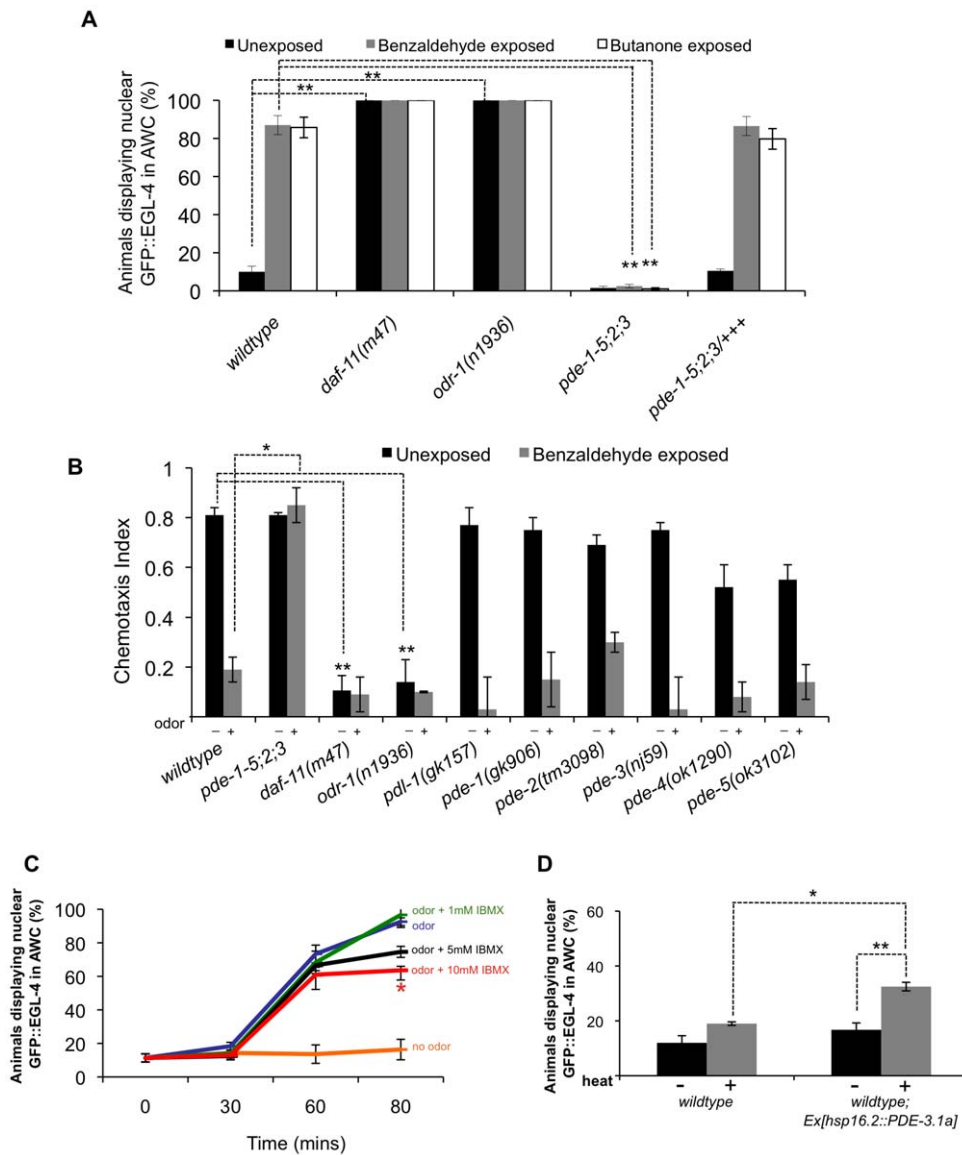 A
Unexposed Benzaldehyde exposed Butanone exposed
**
**
Animals displaying nuclear
GFP::EGL-4 in AWC (%)
100
80
60
40
20
0
** **
wildtype
daf-11(m47)
odr-1(n1936)
pde-1-5;2;3
pde-1-5;2;3/+++
B
Unexposed Benzaldehyde exposed
*
Chemotaxis Index
1
0.8
0.6
0.4
0.2
**
**
odor
− + − + − + − + − + − + − + − + − + − +
wildtype
pde-1-5;2;3
daf-11(m47)
odr-1(n1936)
pdl-1(gk157)
pde-1(gk906)
pde-2(tm3098)
pde-3(nj59)
pde-4(ok1290)
pde-5(ok3102)
C
Animals displaying nuclear
GFP::EGL-4 in AWC (%)
100
80
60
40
20
0
odor + 1mM IBMX
odor
odor + 5mM IBMX
odor + 10mM IBMX
*
no odor
0 30 60 80
Time (mins)
D
Animals displaying nuclear
GFP::EGL-4 in AWC (%)
60
40
20
*
**
heat
- + - +
wildtype wildtype;
Ex[hsp16.2::PDE-3.1a]